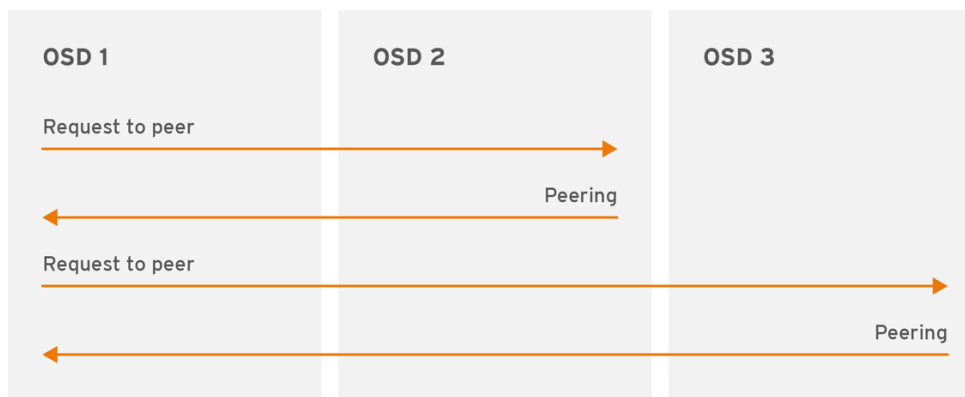 OSD 1
OSD 2
OSD 3
Request to peer
Peering
Request to peer
Peering